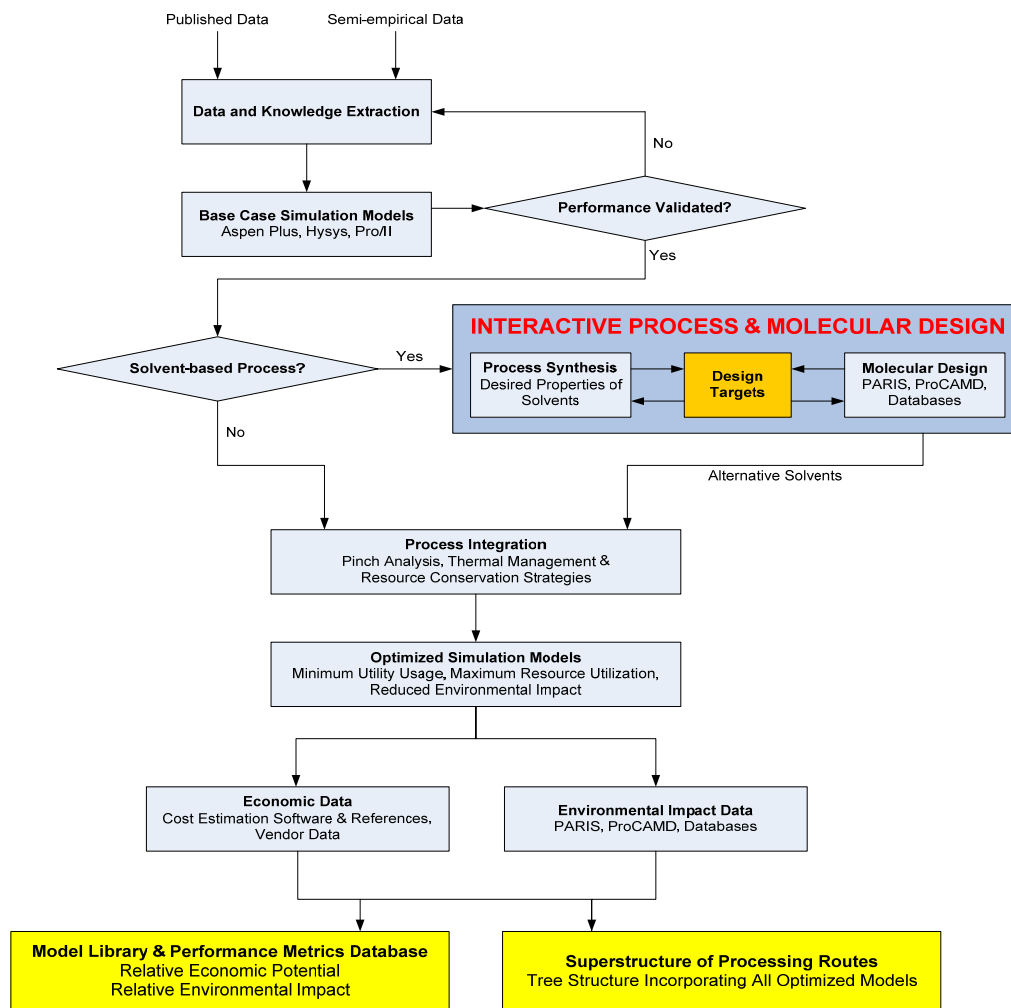 Published Data
Semi-empirical Data
Data and Knowledge Extraction
No
Base Case Simulation Models
Aspen Plus, Hysys, Pro/II
Performance Validated?
Yes
INTERACTIVE PROCESS & MOLECULAR DESIGN
Solvent-based Process?
Yes
Process Synthesis
Desired Properties of
Solvents
Design
Targets
Molecular Design
PARIS, ProCAMD,
Databases
No
Alternative Solvents
Process Integration
Pinch Analysis, Thermal Management &
Resource Conservation Strategies
Optimized Simulation Models
Minimum Utility Usage, Maximum Resource Utilization,
Reduced Environmental Impact
Economic Data
Cost Estimation Software & References,
Vendor Data
Environmental Impact Data
PARIS, ProCAMD, Databases
Model Library & Performance Metrics Database
Relative Economic Potential
Relative Environmental Impact
Superstructure of Processing Routes
Tree Structure Incorporating All Optimized Models